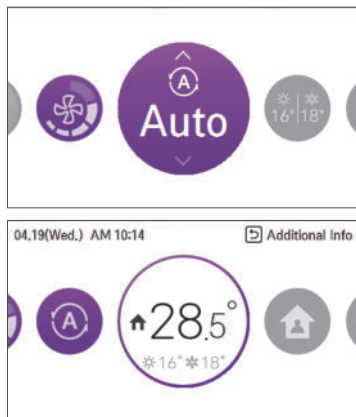 A
Auto
16° 18°
04.19(Wed.) AM 10:14 Additional Info
A
28.5°
16° 18°